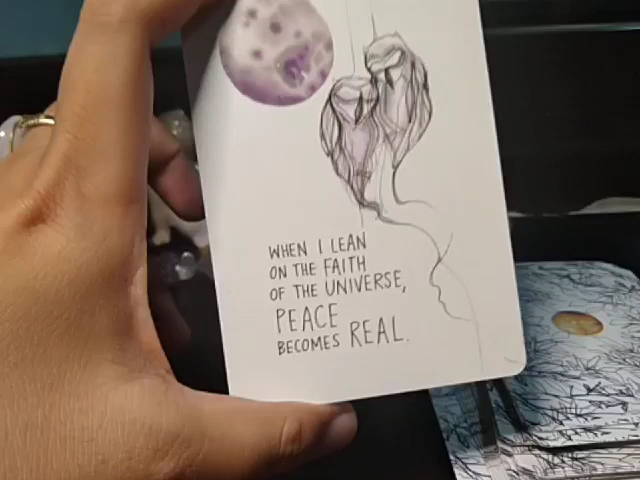 WHEN I LEAN
ON THE FAITH
OF THE UNIVERSE,
PEACE
BECOMES REAL.